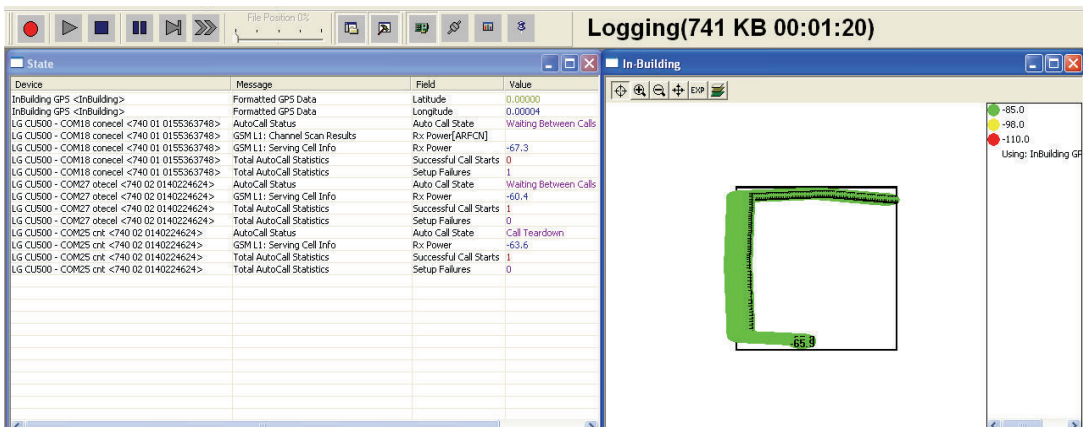 File Position 0%
Logging(741 KB 00:01:20)
State
Device Message Field Value
InBuilding GPS <InBuilding> Formatted GPS Data Latitude 0.00000
InBuilding GPS <InBuilding> Formatted GPS Data Longitude 0.00004
LG CU500 - COM18 conecel <740 01 0155363748> AutoCall Status Auto Call State Waiting Between Calls
LG CU500 - COM18 conecel <740 01 0155363748> GSM L1: Channel Scan Results Rx Power[ARFCN]
LG CU500 - COM18 conecel <740 01 0155363748> GSM L1: Serving Cell Info Rx Power -67.3
LG CU500 - COM18 conecel <740 01 0155363748> Total AutoCall Statistics Successful Call Starts 0
LG CU500 - COM18 conecel <740 01 0155363748> Total AutoCall Statistics Setup Failures 1
LG CU500 - COM27 otecel <740 02 0140224624> AutoCall Status Auto Call State Waiting Between Calls
LG CU500 - COM27 otecel <740 02 0140224624> GSM L1: Serving Cell Info Rx Power -60.4
LG CU500 - COM27 otecel <740 02 0140224624> Total AutoCall Statistics Successful Call Starts 1
LG CU500 - COM27 otecel <740 02 0140224624> Total AutoCall Statistics Setup Failures 0
LG CU500 - COM25 cnt <740 02 0140224624> AutoCall Status Auto Call State Call Teardown
LG CU500 - COM25 cnt <740 02 0140224624> GSM L1: Serving Cell Info Rx Power -63.6
LG CU500 - COM25 cnt <740 02 0140224624> Total AutoCall Statistics Successful Call Starts 1
LG CU500 - COM25 cnt <740 02 0140224624> Total AutoCall Statistics Setup Failures 0
In-Building
EXP
-85.0
-98.0
-110.0
Using: InBuilding GP
-65.9